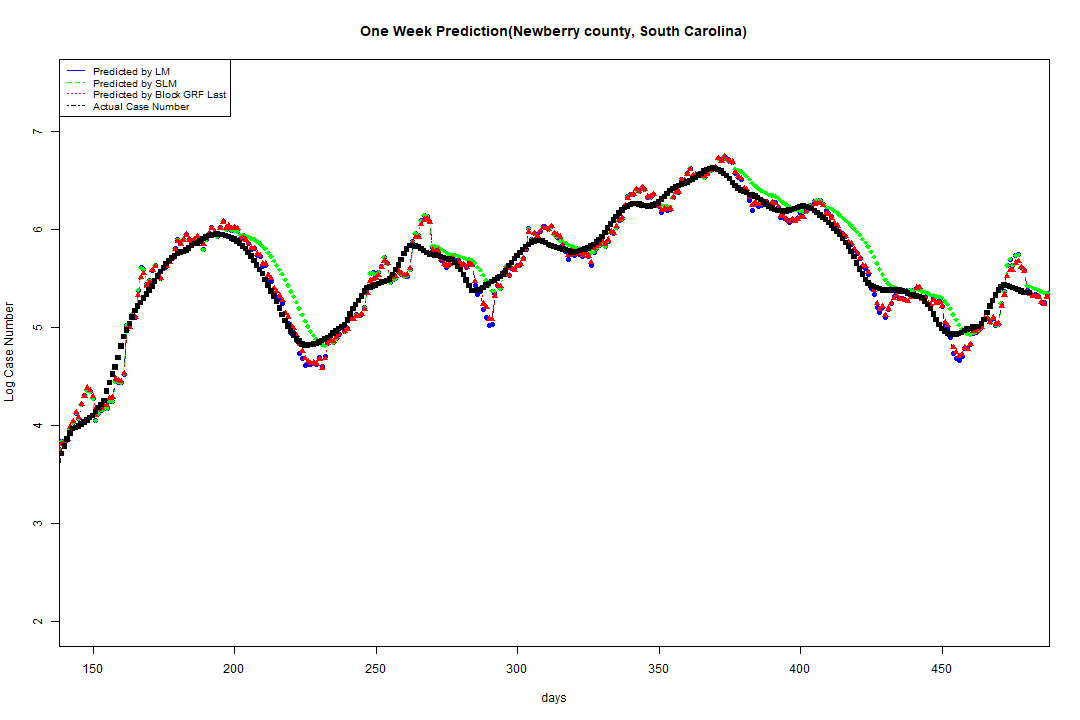 One Week Prediction(Newberry county, South Carolina)
Predicted by LM
Predicted by SLM
Predicted by Block GRF Last
Actual Case Number
7
6
5
4
3
2
Log Case Number
150 200 250 300 350 400 450
days